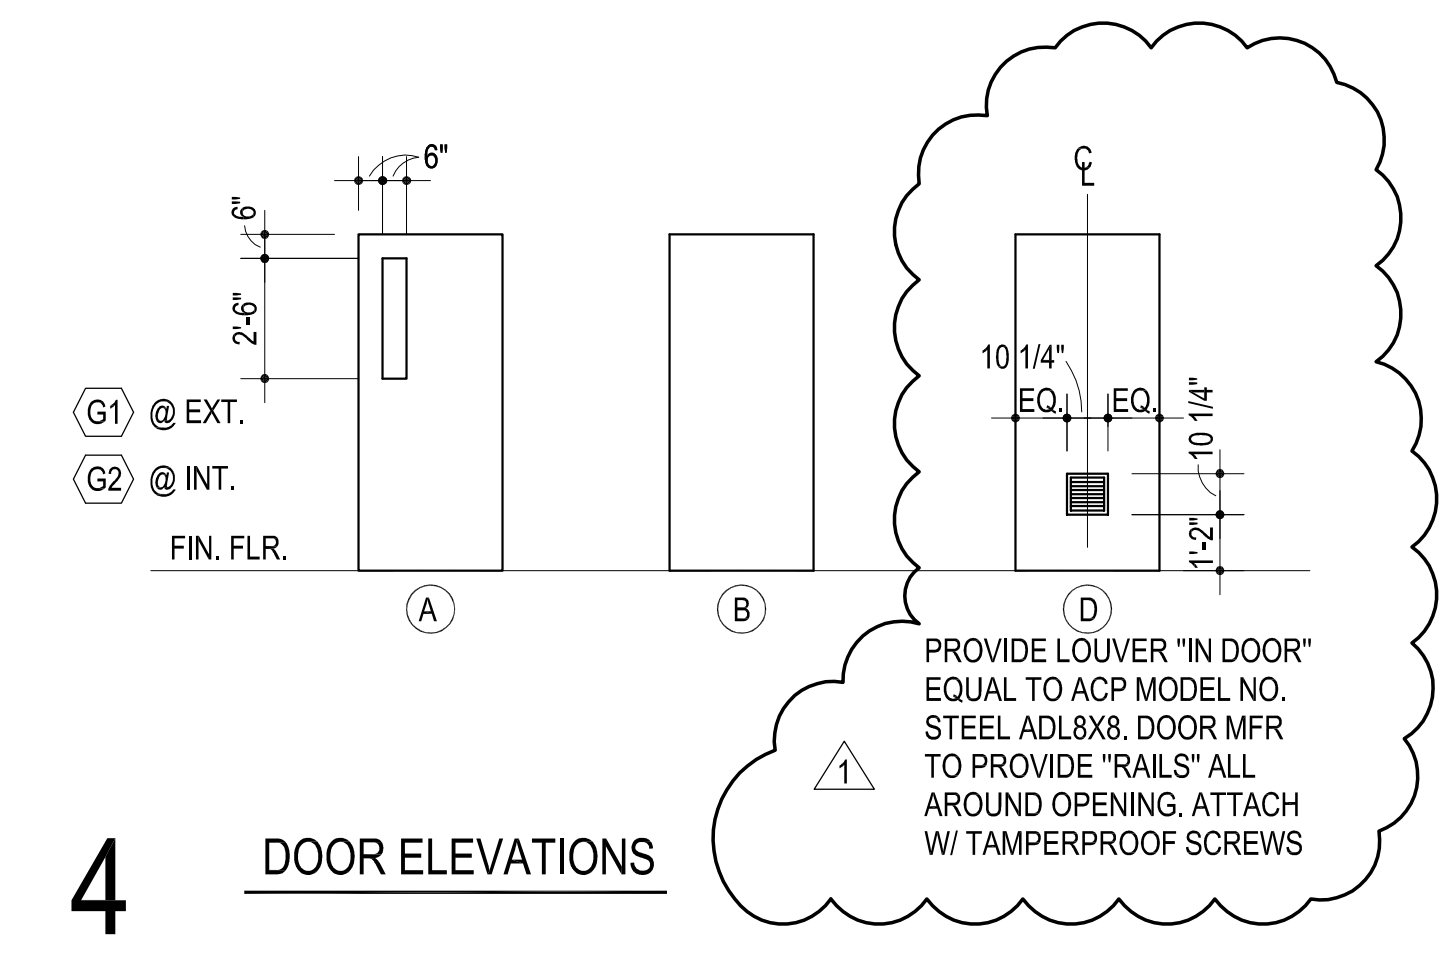 6"
6"
2'-6"
G1 @ EXT.
G2 @ INT.
FIN. FLR.
A
B
℄
10 1/4"
EQ. EQ.
10 1/4"
1'-2"
D
PROVIDE LOUVER "IN DOOR"
EQUAL TO ACP MODEL NO.
STEEL ADL8X8. DOOR MFR
TO PROVIDE "RAILS" ALL
AROUND OPENING. ATTACH
W/ TAMPERPROOF SCREWS
1
4 DOOR ELEVATIONS